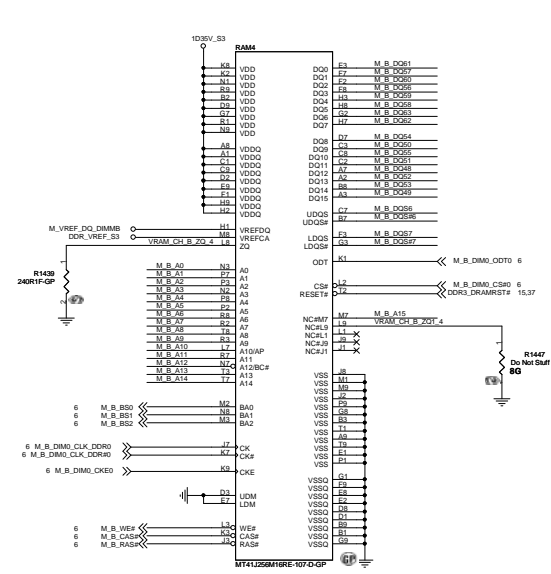 1D35V_S3
RAM4
K8 VDD
K2 VDD
N1 VDD
R9 VDD
B2 VDD
D9 VDD
G7 VDD
R1 VDD
N9 VDD
A8 VDDQ
A1 VDDQ
C1 VDDQ
C9 VDDQ
D2 VDDQ
E9 VDDQ
F1 VDDQ
H9 VDDQ
H2 VDDQ
M_VREF_DQ_DIMMB H1 VREFDQ
DDR_VREF_S3 M8 VREFCA
VRAM_CH_B_ZQ_4 L8 ZQ
R1439
240R1F-GP
1
2
M_B_A0 N3 A0
M_B_A1 P7 A1
M_B_A2 P3 A2
M_B_A3 N2 A3
M_B_A4 P8 A4
M_B_A5 P2 A5
M_B_A6 R8 A6
M_B_A7 R2 A7
M_B_A8 T8 A8
M_B_A9 R3 A9
M_B_A10 L7 A10/AP
M_B_A11 R7 A11
M_B_A12 N7 A12/BC#
M_B_A13 T3 A13
M_B_A14 T7 A14
6 M_B_BS0 M2 BA0
6 M_B_BS1 N8 BA1
6 M_B_BS2 M3 BA2
6 M_B_DIM0_CLK_DDR0 J7 CK
6 M_B_DIM0_CLK_DDR#0 K7 CK#
6 M_B_DIM0_CKE0 K9 CKE
D3 UDM
E7 LDM
6 M_B_WE# L3 WE#
6 M_B_CAS# K3 CAS#
6 M_B_RAS# J3 RAS#
DQ0 E3 M_B_DQ61
DQ1 F7 M_B_DQ57
DQ2 F2 M_B_DQ60
DQ3 F8 M_B_DQ56
DQ4 H3 M_B_DQ59
DQ5 H8 M_B_DQ58
DQ6 G2 M_B_DQ63
DQ7 H7 M_B_DQ62
DQ8 D7 M_B_DQ54
DQ9 C3 M_B_DQ50
DQ10 C8 M_B_DQ55
DQ11 C2 M_B_DQ51
DQ12 A7 M_B_DQ48
DQ13 A2 M_B_DQ52
DQ14 B8 M_B_DQ53
DQ15 A3 M_B_DQ49
UDQS C7 M_B_DQS6
UDQS# B7 M_B_DQS#6
LDQS F3 M_B_DQS7
LDQS# G3 M_B_DQS#7
ODT K1 M_B_DIM0_ODT0 6
CS# L2 M_B_DIM0_CS#0 6
RESET# T2 DDR3_DRAMRST# 15,37
NC#M7 M7 M_B_A15
NC#L9 L9 VRAM_CH_B_ZQ1_4
NC#L1 L1
NC#J9 J9
NC#J1 J1
1
R1447
Do Not Stuff
8G
2
VSS J8
VSS M1
VSS M9
VSS J2
VSS P9
VSS G8
VSS B3
VSS T1
VSS A9
VSS T9
VSS E1
VSS P1
VSSQ G1
VSSQ F9
VSSQ E8
VSSQ E2
VSSQ D8
VSSQ D1
VSSQ B9
VSSQ B1
VSSQ G9
MT41J256M16RE-107-D-GP
GP